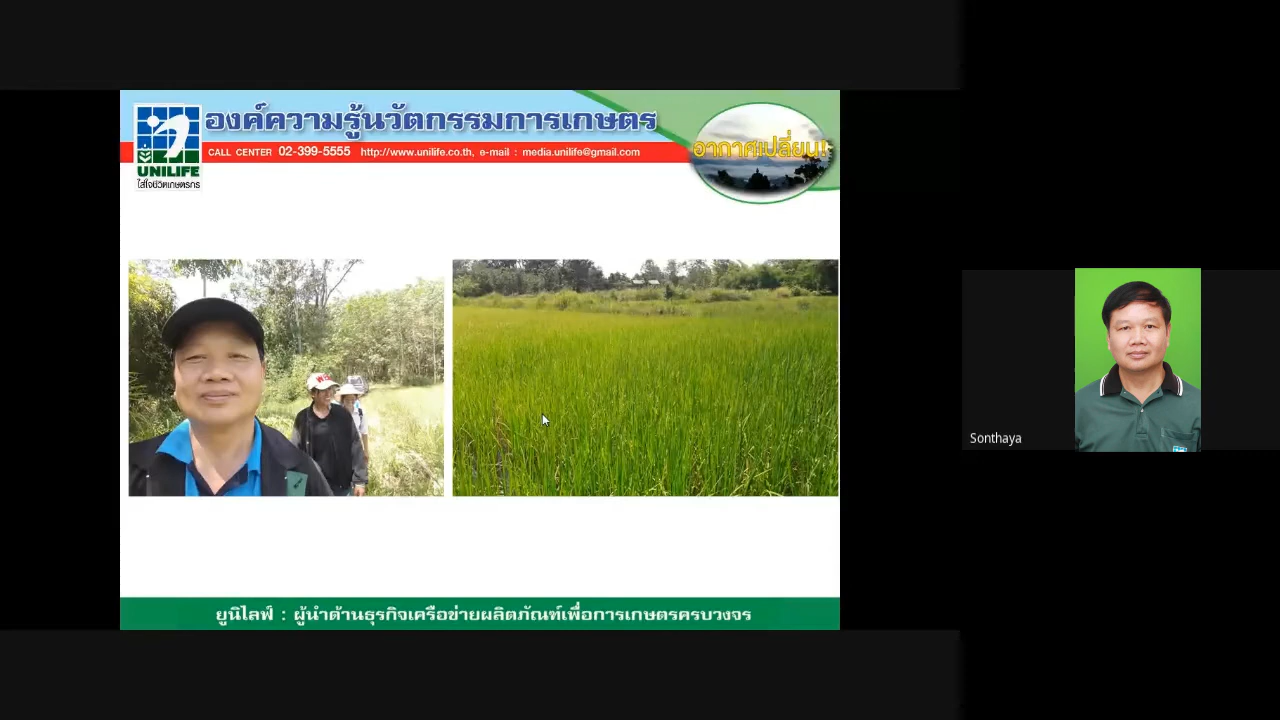 องค์ความรู้นวัตกรรมการเกษตร
CALL CENTER 02-399-5555 http://www.unilife.co.th, e-mail : media.unilife@gmail.com
อากาศเปลี่ยน!
UNILIFE
ใส่ใจชีวิตเกษตรกร
Sonthaya
ยูนิไลฟ์ : ผู้นำด้านธุรกิจเครือข่ายผลิตภัณฑ์เพื่อการเกษตรครบวงจร